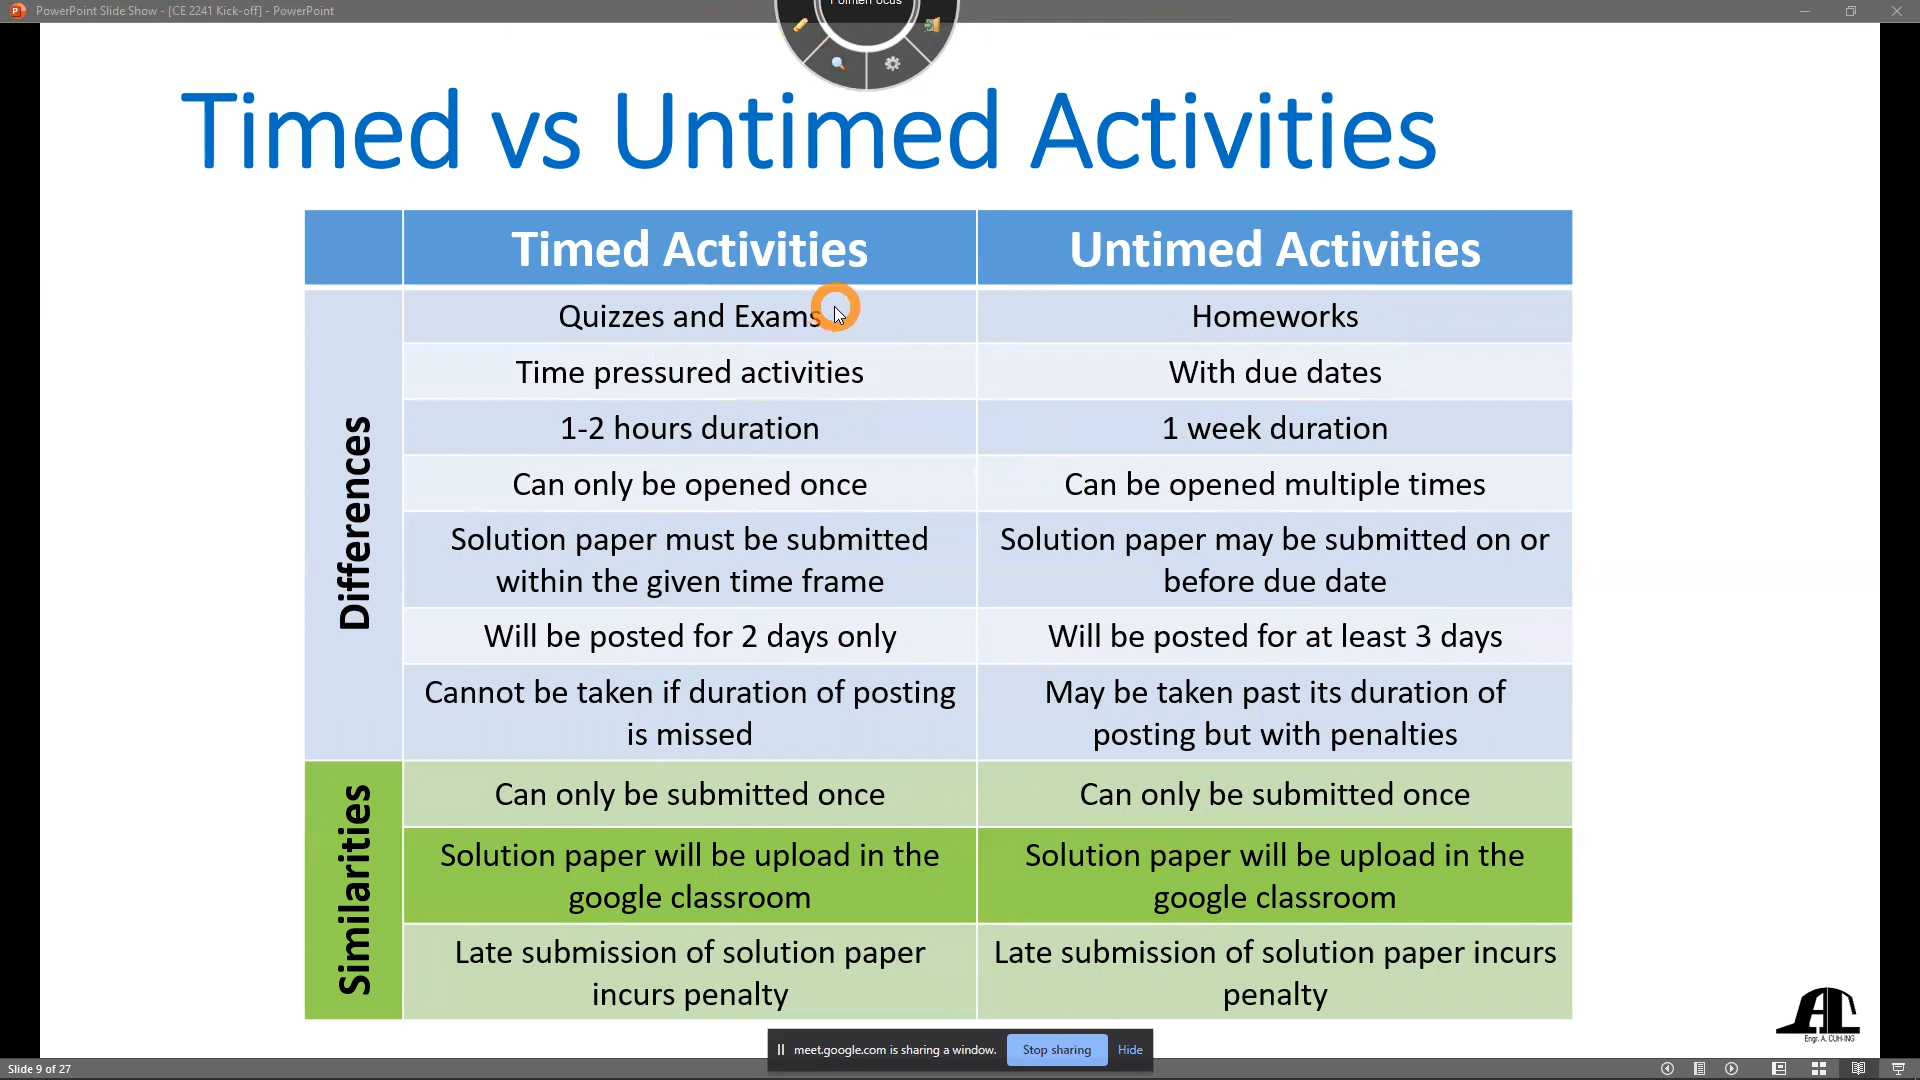 PowerPoint Slide Show - [CE 2241 Kick-off] - PowerPoint
PointerFocus
Timed vs Untimed Activities
Timed Activities
Untimed Activities
Differences
Quizzes and Exams
Homeworks
Time pressured activities
With due dates
1-2 hours duration
1 week duration
Can only be opened once
Can be opened multiple times
Solution paper must be submitted
within the given time frame
Solution paper may be submitted on or
before due date
Will be posted for 2 days only
Will be posted for at least 3 days
Cannot be taken if duration of posting
is missed
May be taken past its duration of
posting but with penalties
Similarities
Can only be submitted once
Can only be submitted once
Solution paper will be upload in the
google classroom
Solution paper will be upload in the
google classroom
Late submission of solution paper
incurs penalty
Late submission of solution paper incurs
penalty
Engr. A. CUH-ING
meet.google.com is sharing a window.
Stop sharing
Hide
Slide 9 of 27